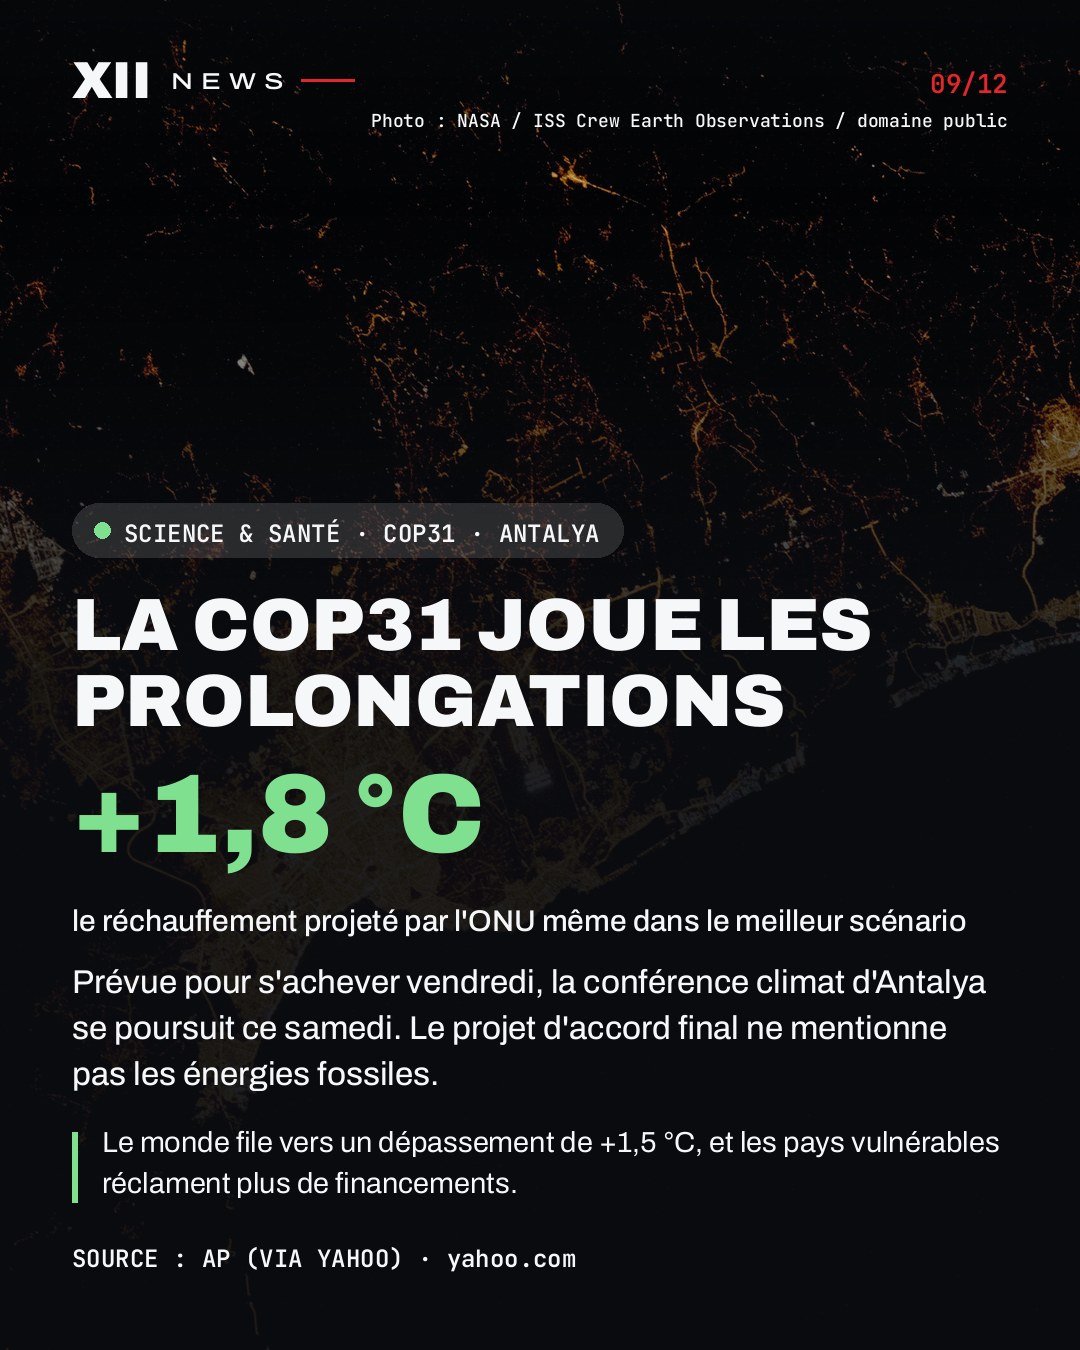 XII NEWS
09/12
Photo : NASA / ISS Crew Earth Observations / domaine public
SCIENCE & SANTÉ · COP31 · ANTALYA
LA COP31 JOUE LES
PROLONGATIONS
+1,8 °C
le réchauffement projeté par l'ONU même dans le meilleur scénario
Prévue pour s'achever vendredi, la conférence climat d'Antalya
se poursuit ce samedi. Le projet d'accord final ne mentionne
pas les énergies fossiles.
Le monde file vers un dépassement de +1,5 °C, et les pays vulnérables
réclament plus de financements.
SOURCE : AP (VIA YAHOO) · yahoo.com